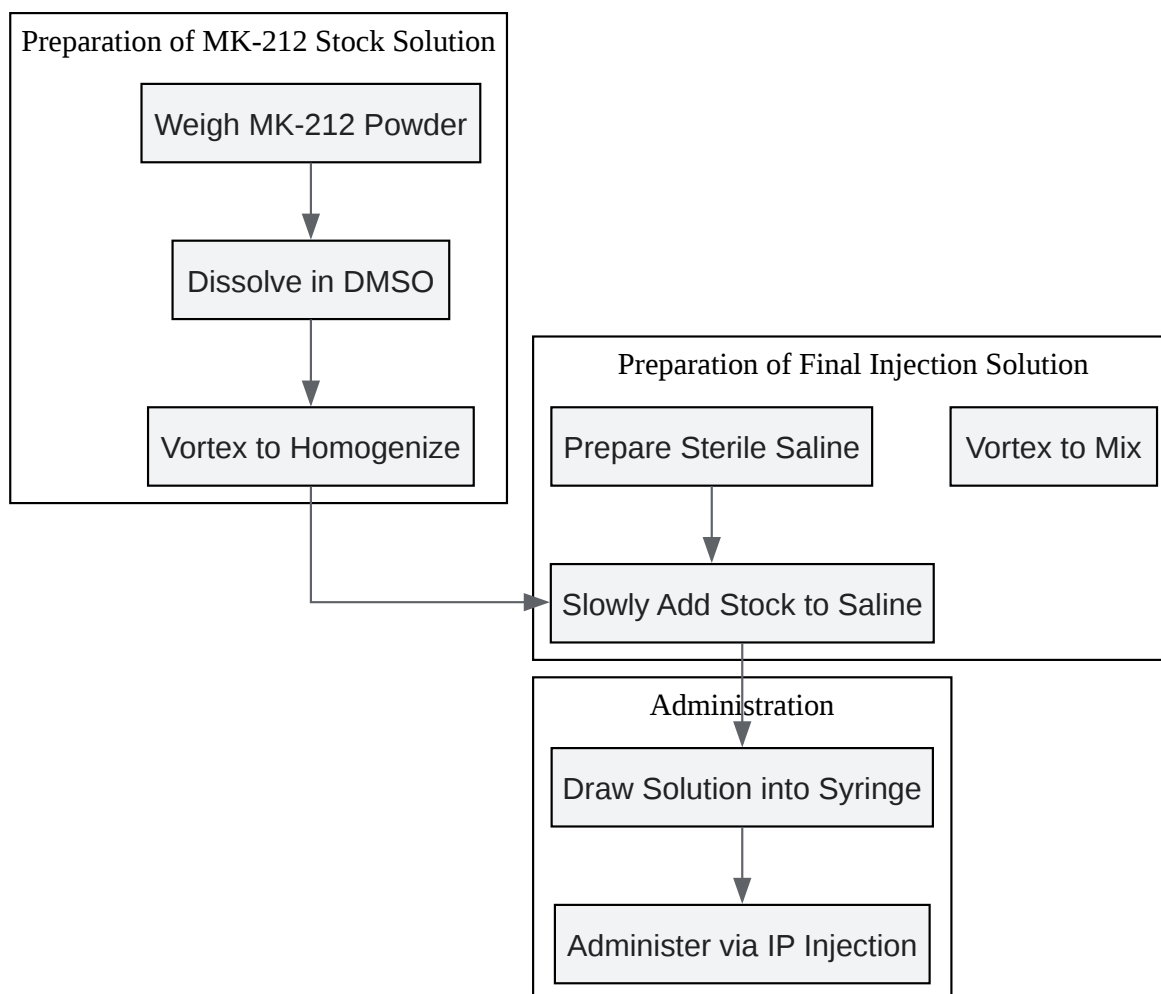 Preparation of MK-212 Stock Solution
Weigh MK-212 Powder
Dissolve in DMSO
Vortex to Homogenize
Preparation of Final Injection Solution
Prepare Sterile Saline
Vortex to Mix
Slowly Add Stock to Saline
Administration
Draw Solution into Syringe
Administer via IP Injection